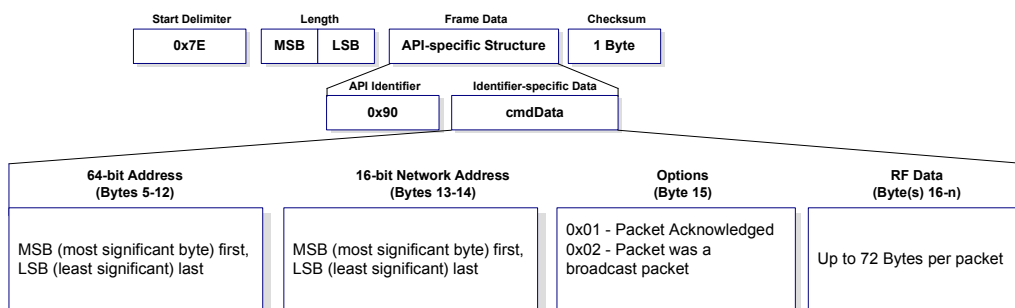 Start Delimiter
Length
Frame Data
Checksum
0x7E
MSB
LSB
API-specific Structure
1 Byte
API Identifier
Identifier-specific Data
0x90
cmdData
64-bit Address
(Bytes 5-12)
16-bit Network Address
(Bytes 13-14)
Options
(Byte 15)
RF Data
(Byte(s) 16-n)
MSB (most significant byte) first,
LSB (least significant) last
MSB (most significant byte) first,
LSB (least significant) last
0x01 - Packet Acknowledged
0x02 - Packet was a
broadcast packet
Up to 72 Bytes per packet